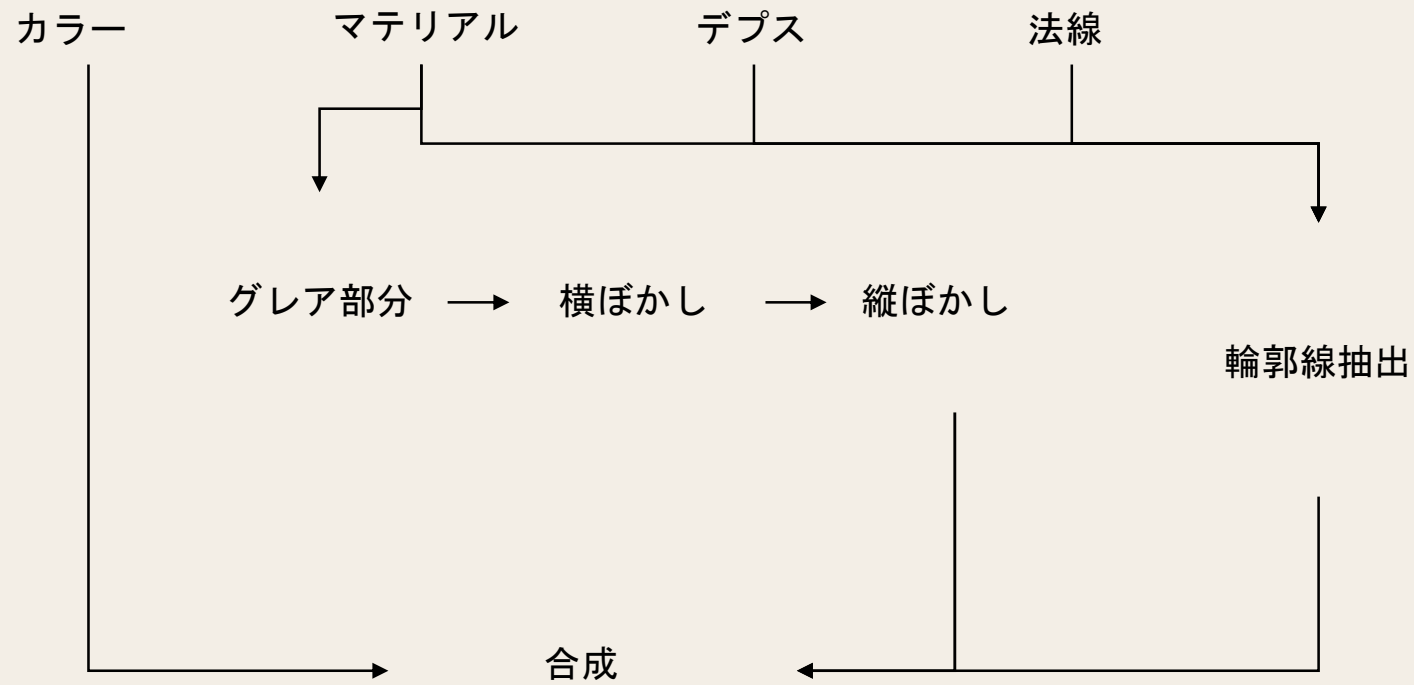 カラー
マテリアル
デプス
法線
グレア部分
横ぼかし
縦ぼかし
輪郭線抽出
合成